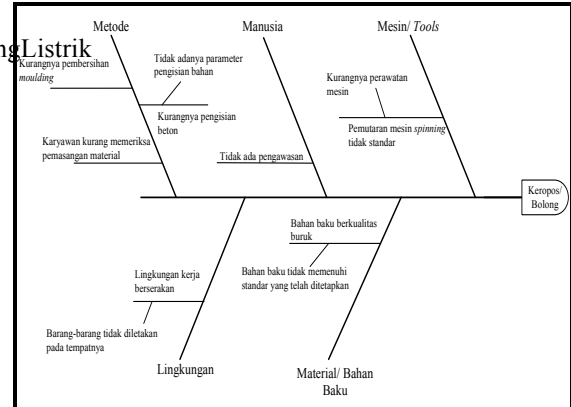 Metode
Manusia
Mesin/ Tools
ngListrik
Kurangnya pembersihan
moulding
Tidak adanya parameter
pengisian bahan
Kurangnya perawatan
mesin
Kurangnya pengisian
beton
Pemutaran mesin spinning
tidak standar
Karyawan kurang memeriksa
pemasangan material
Tidak ada pengawasan
Keropos/
Bolong
Bahan baku berkualitas
buruk
Lingkungan kerja
berserakan
Bahan baku tidak memenuhi
standar yang telah ditetapkan
Barang-barang tidak diletakan
pada tempatnya
Lingkungan
Material/ Bahan
Baku